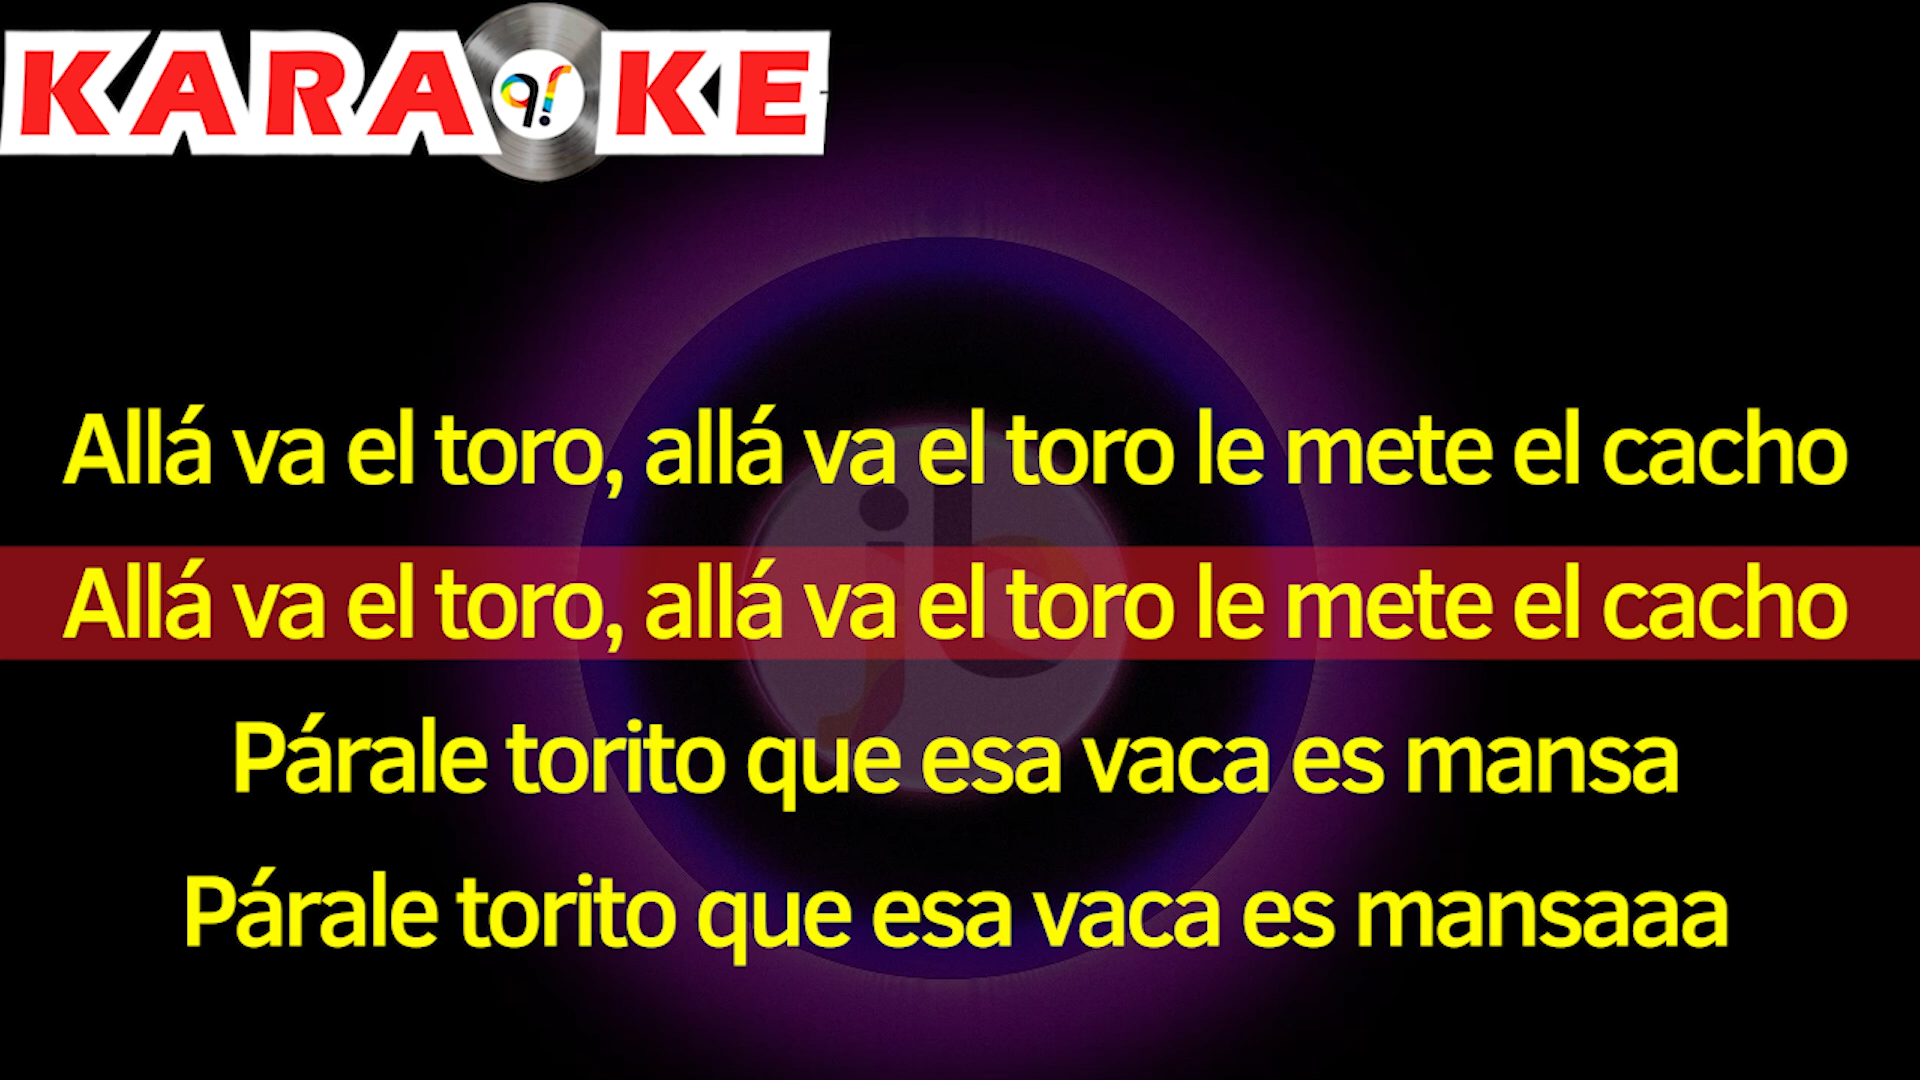 KARAOKE
Allá va el toro, allá va el toro le mete el cacho
Allá va el toro, allá va el toro le mete el cacho
jb
Párale torito que esa vaca es mansa
Párale torito que esa vaca es mansaaa